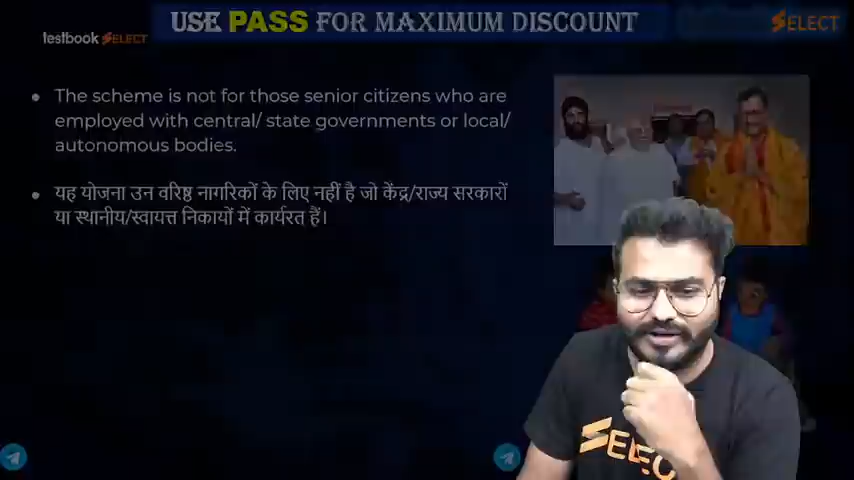 USE PASS FOR MAXIMUM DISCOUNT
testbook SELECT
SELECT
The scheme is not for those senior citizens who are
employed with central/ state governments or local/
autonomous bodies.
यह योजना उन वरिष्ठ नागरिकों के लिए नहीं है जो केंद्र/राज्य सरकारों
या स्थानीय/स्वायत्त निकायों में कार्यरत हैं।
SELEC